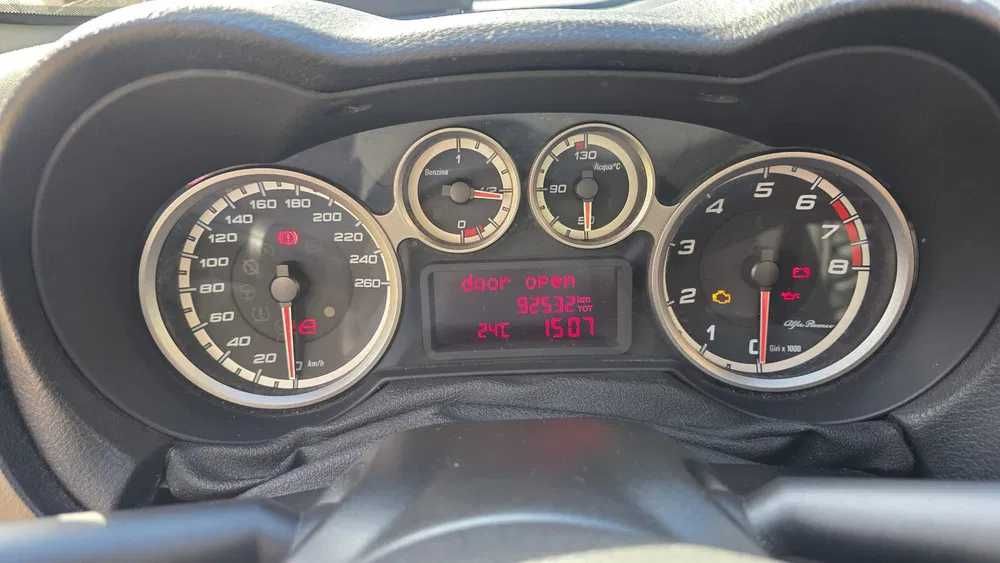 160 180
140 200
120 220
100 240
80 260
60
40
20 0
km/h
1
Benzina
1/2
0
130
Acqua°C
90
50
door open
92532 km
TOT
24°C 1507
5
4 6
3 7
2 8
1 0
Giri x 1000
Alfa Romeo